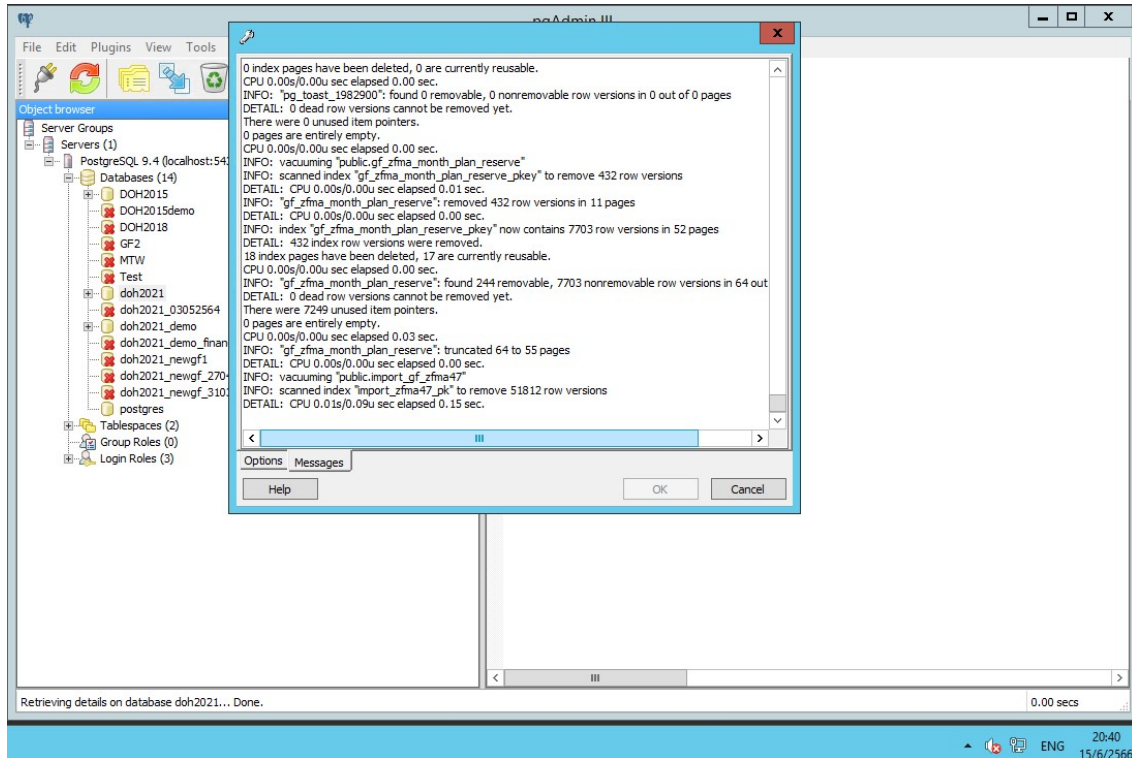 pgAdmin III
File Edit Plugins View Tools
Object browser
Server Groups
Servers (1)
PostgreSQL 9.4 (localhost:543
Databases (14)
DOH2015
DOH2015demo
DOH2018
GF2
MTW
Test
doh2021
doh2021_03052564
doh2021_demo
doh2021_demo_finan
doh2021_newgf1
doh2021_newgf_270
doh2021_newgf_310
postgres
Tablespaces (2)
Group Roles (0)
Login Roles (3)
0 index pages have been deleted, 0 are currently reusable.
CPU 0.00s/0.00u sec elapsed 0.00 sec.
INFO: "pg_toast_1982900": found 0 removable, 0 nonremovable row versions in 0 out of 0 pages
DETAIL: 0 dead row versions cannot be removed yet.
There were 0 unused item pointers.
0 pages are entirely empty.
CPU 0.00s/0.00u sec elapsed 0.00 sec.
INFO: vacuuming "public.gf_zfma_month_plan_reserve"
INFO: scanned index "gf_zfma_month_plan_reserve_pkey" to remove 432 row versions
DETAIL: CPU 0.00s/0.00u sec elapsed 0.01 sec.
INFO: "gf_zfma_month_plan_reserve": removed 432 row versions in 11 pages
DETAIL: CPU 0.00s/0.00u sec elapsed 0.00 sec.
INFO: index "gf_zfma_month_plan_reserve_pkey" now contains 7703 row versions in 52 pages
DETAIL: 432 index row versions were removed.
18 index pages have been deleted, 17 are currently reusable.
CPU 0.00s/0.00u sec elapsed 0.00 sec.
INFO: "gf_zfma_month_plan_reserve": found 244 removable, 7703 nonremovable row versions in 64 out
DETAIL: 0 dead row versions cannot be removed yet.
There were 7249 unused item pointers.
0 pages are entirely empty.
CPU 0.00s/0.00u sec elapsed 0.03 sec.
INFO: "gf_zfma_month_plan_reserve": truncated 64 to 55 pages
DETAIL: CPU 0.00s/0.00u sec elapsed 0.00 sec.
INFO: vacuuming "public.import_gf_zfma47"
INFO: scanned index "import_zfma47_pk" to remove 51812 row versions
DETAIL: CPU 0.01s/0.09u sec elapsed 0.15 sec.
Options Messages
Help OK Cancel
Retrieving details on database doh2021... Done. 0.00 secs
ENG 20:40
15/6/2566